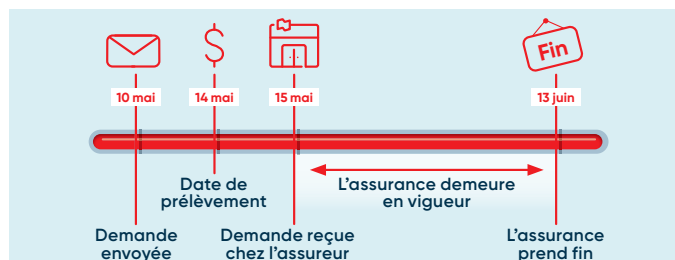 $
Fin
10 mai
14 mai
15 mai
13 juin
Date de
prélèvement
L'assurance demeure
en vigueur
Demande
envoyée
Demande reçue
chez l'assureur
L'assurance
prend fin